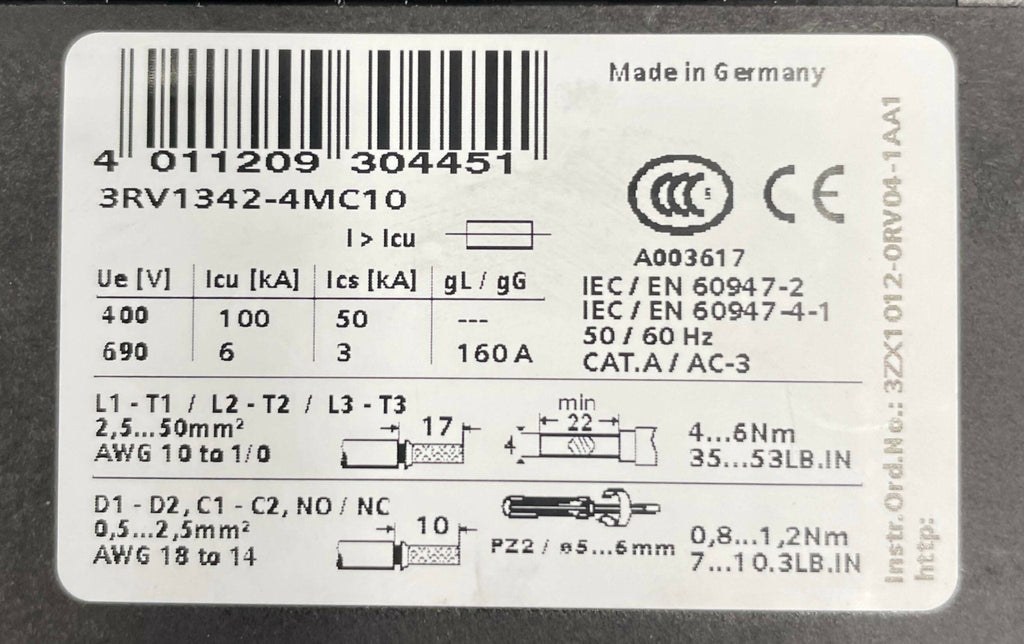 4 011209 304451
3RV1342-4MC10
Made in Germany
I > Icu
Ue [V] Icu [kA] Ics [kA] gL / gG
400 100 50 ---
690 6 3 160 A
CCC S
CE
A003617
IEC / EN 60947-2
IEC / EN 60947-4-1
50 / 60 Hz
CAT.A / AC-3
L1 - T1 / L2 - T2 / L3 - T3
2,5...50mm²
AWG 10 to 1/0
17
min
22
4
4...6Nm
35...53LB.IN
D1 - D2, C1 - C2, NO / NC
0,5...2,5mm²
AWG 18 to 14
10
PZ2 / ø5...6mm
0,8...1,2Nm
7...10.3LB.IN
Instr.Ord.No.: 3ZX1012-0RV04-1AA1
http: